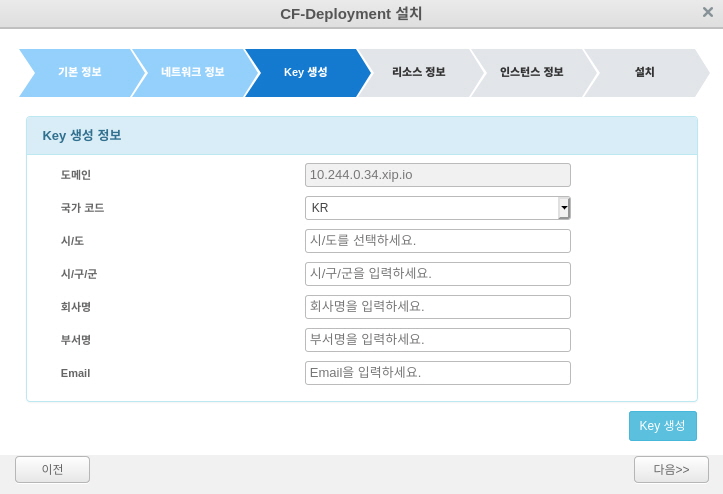 CF-Deployment 설치
기본 정보 네트워크 정보 Key 생성 리소스 정보 인스턴스 정보 설치
Key 생성 정보
도메인 10.244.0.34.xip.io
국가 코드 KR
시/도 시/도를 선택하세요.
시/구/군 시/구/군을 입력하세요.
회사명 회사명을 입력하세요.
부서명 부서명을 입력하세요.
Email Email을 입력하세요.
Key 생성
이전 다음>>